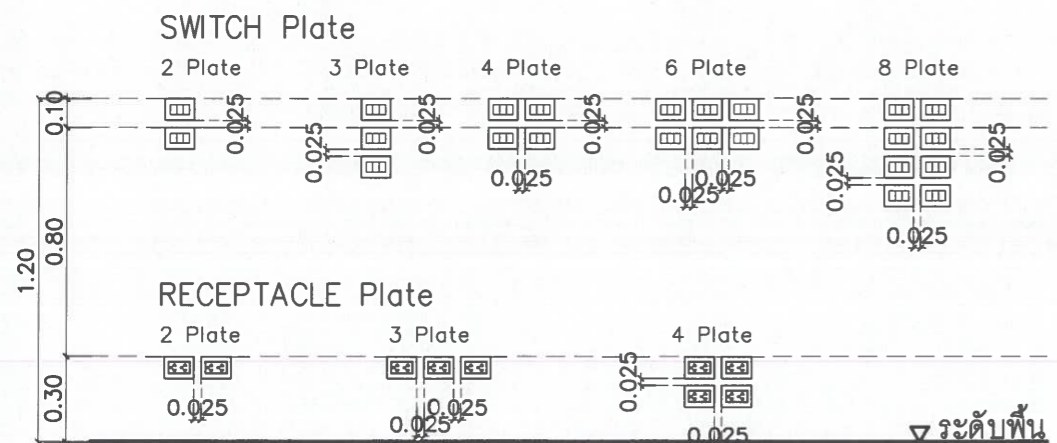 SWITCH Plate
2 Plate 3 Plate 4 Plate 6 Plate 8 Plate
0.10 0.025 0.025 0.025 0.025
0.025 0.025 0.025 0.025
0.025 0.025 0.025
0.025
1.20 0.80
RECEPTACLE Plate
2 Plate 3 Plate 4 Plate
0.30 0.025 0.025 0.025
0.025 0.025
ระดับพื้น